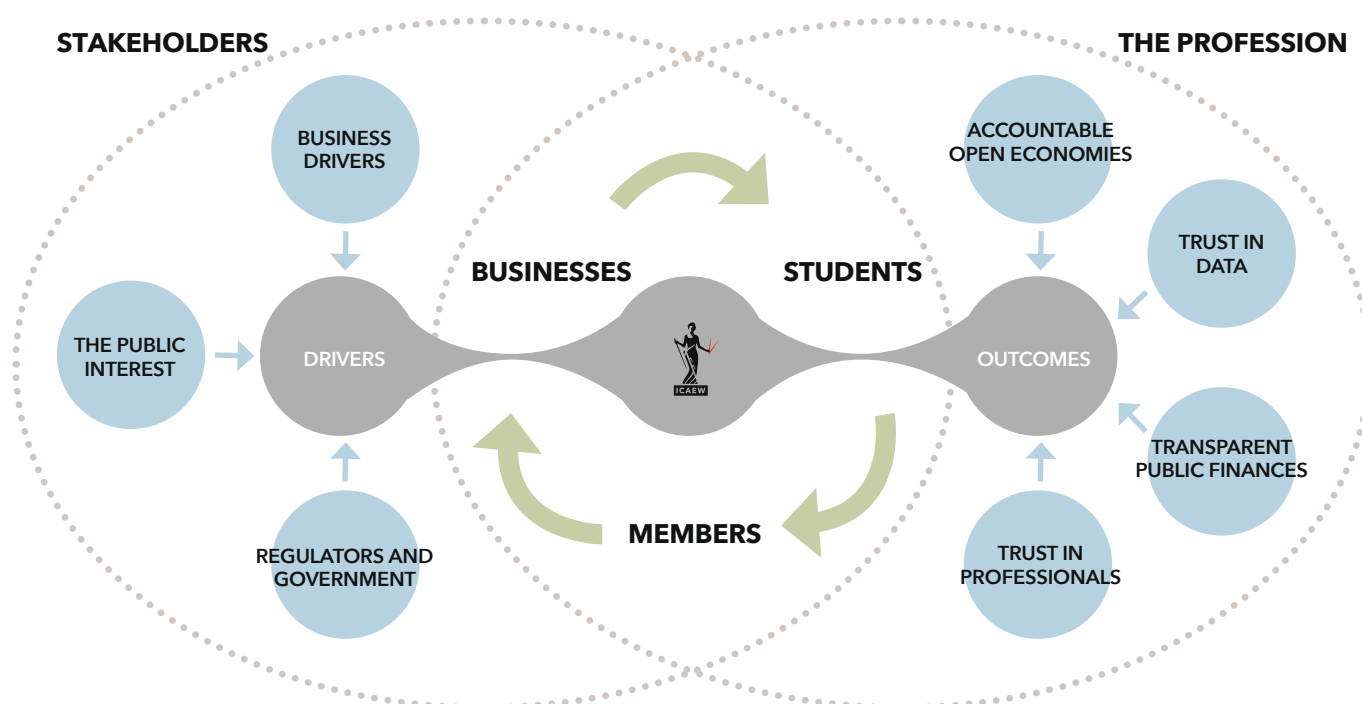 STAKEHOLDERS
THE PROFESSION
BUSINESS
DRIVERS
ACCOUNTABLE
OPEN ECONOMIES
TRUST IN
DATA
BUSINESSES
STUDENTS
THE PUBLIC
INTEREST
DRIVERS
ICAEW
OUTCOMES
TRANSPARENT
PUBLIC FINANCES
MEMBERS
REGULATORS AND
GOVERNMENT
TRUST IN
PROFESSIONALS